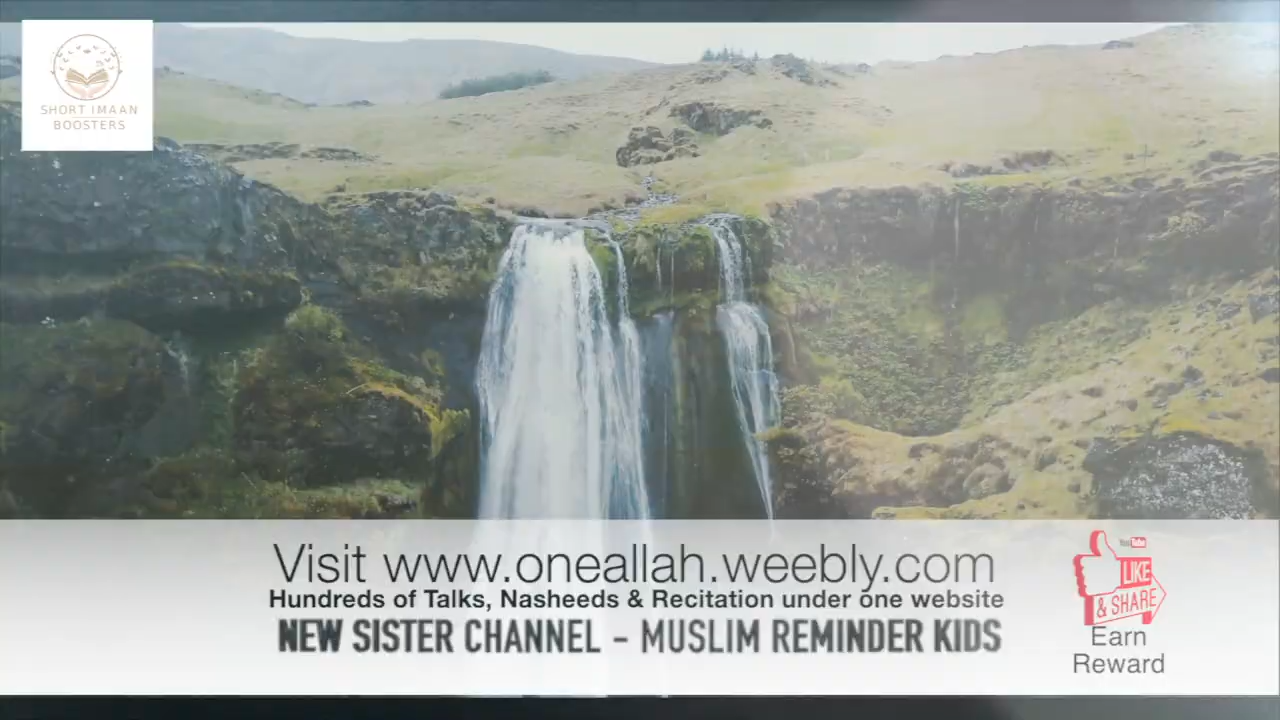 SHORT IMAAN
BOOSTERS
Visit www.oneallah.weebly.com
Hundreds of Talks, Nasheeds & Recitation under one website
NEW SISTER CHANNEL - MUSLIM REMINDER KIDS
YouTube
LIKE
& SHARE
Earn
Reward